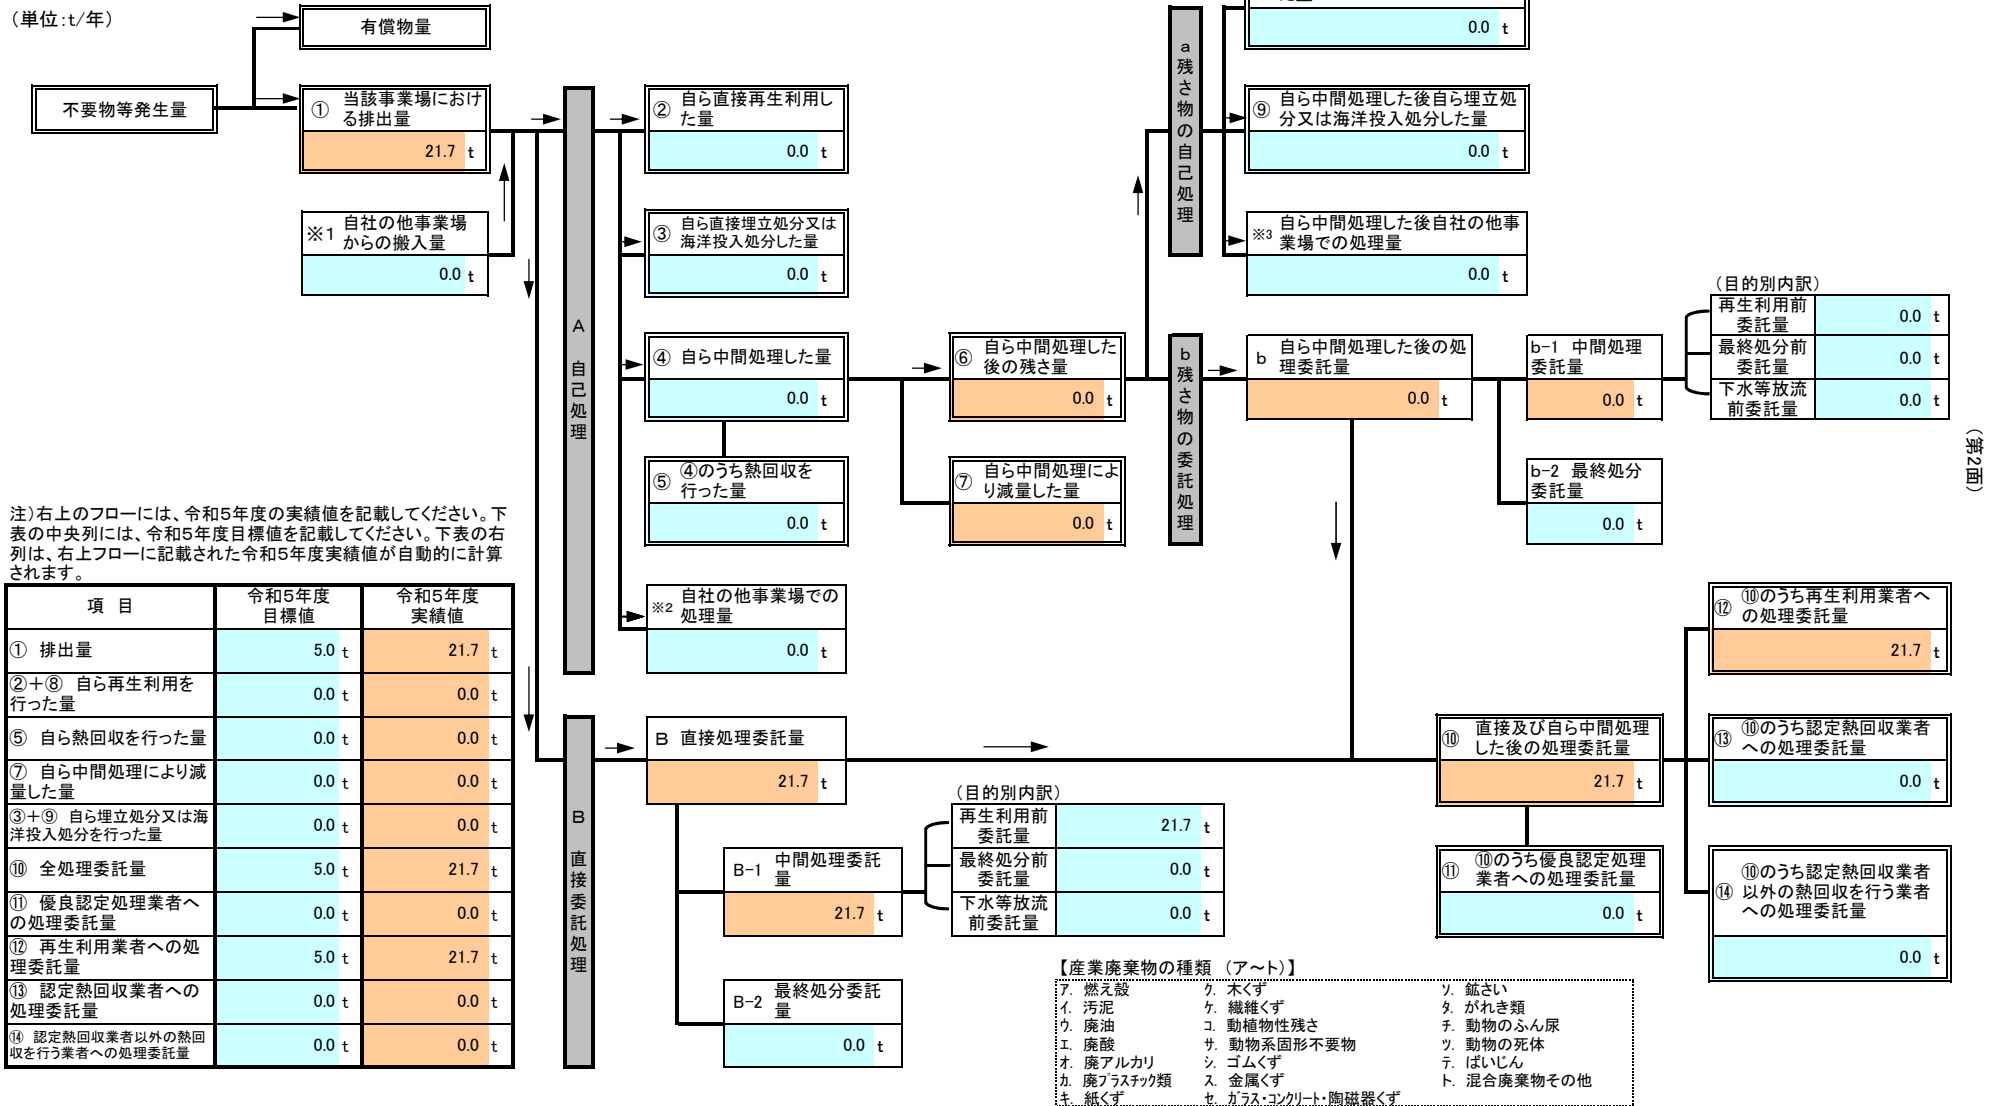 （単位:t/年）
有償物量
不要物等発生量
① 当該事業場におけ
る排出量
21.7 t
※1 自社の他事業場
からの搬入量
0.0 t
A 自己処理
② 自ら直接再生利用し
た量
0.0 t
③ 自ら直接埋立処分又は
海洋投入処分した量
0.0 t
④ 自ら中間処理した量
0.0 t
⑤ ④のうち熱回収を
行った量
0.0 t
※2 自社の他事業場での
処理量
0.0 t
⑥ 自ら中間処理した
後の残さ量
0.0 t
⑦ 自ら中間処理によ
り減量した量
0.0 t
a残さ物の自己処理
0.0 t
⑨ 自ら中間処理した後自ら埋立処
分又は海洋投入処分した量
0.0 t
※3 自ら中間処理した後自社の他事
業場での処理量
0.0 t
b残さ物の委託処理
b 自ら中間処理した後の処
理委託量
0.0 t
b-1 中間処理
委託量
0.0 t
b-2 最終処分
委託量
0.0 t
（目的別内訳）
再生利用前
委託量 0.0 t
最終処分前
委託量 0.0 t
下水等放流
前委託量 0.0 t
（第2面）
注）右上のフローには、令和5年度の実績値を記載してください。下
表の中央列には、令和5年度目標値を記載してください。下表の右
列は、右上フローに記載された令和5年度実績値が自動的に計算
されます。
項 目 令和5年度 目標値 令和5年度 実績値
① 排出量 5.0 t 21.7 t
②＋⑧ 自ら再生利用を
行った量 0.0 t 0.0 t
⑤ 自ら熱回収を行った量 0.0 t 0.0 t
⑦ 自ら中間処理により減
量した量 0.0 t 0.0 t
③＋⑨ 自ら埋立処分又は海
洋投入処分を行った量 0.0 t 0.0 t
⑩ 全処理委託量 5.0 t 21.7 t
⑪ 優良認定処理業者へ
の処理委託量 0.0 t 0.0 t
⑫ 再生利用業者への処
理委託量 5.0 t 21.7 t
⑬ 認定熱回収業者への
処理委託量 0.0 t 0.0 t
⑭ 認定熱回収業者以外の熱回
収を行う業者への処理委託量 0.0 t 0.0 t
B 直接委託処理
B 直接処理委託量
21.7 t
B-1 中間処理委託
量
21.7 t
B-2 最終処分委託
量
0.0 t
（目的別内訳）
再生利用前
委託量 21.7 t
最終処分前
委託量 0.0 t
下水等放流
前委託量 0.0 t
⑩ 直接及び自ら中間処理
した後の処理委託量
21.7 t
⑪ ⑩のうち優良認定処理
業者への処理委託量
0.0 t
⑫ ⑩のうち再生利用業者へ
の処理委託量
21.7 t
⑬ ⑩のうち認定熱回収業者
への処理委託量
0.0 t
⑭ ⑩のうち認定熱回収業者
以外の熱回収を行う業者
への処理委託量
0.0 t
【産業廃棄物の種類 （ア～ト）】
ア. 燃え殻 ク. 木くず ソ. 鉱さい
イ. 汚泥 ケ. 繊維くず タ. がれき類
ウ. 廃油 コ. 動植物性残さ チ. 動物のふん尿
エ. 廃酸 サ. 動物系固形不要物 ツ. 動物の死体
オ. 廃アルカリ シ. ゴムくず テ. ばいじん
カ. 廃プラスチック類 ス. 金属くず ト. 混合廃棄物その他
キ. 紙くず セ. ガラス・コンクリート・陶磁器くず